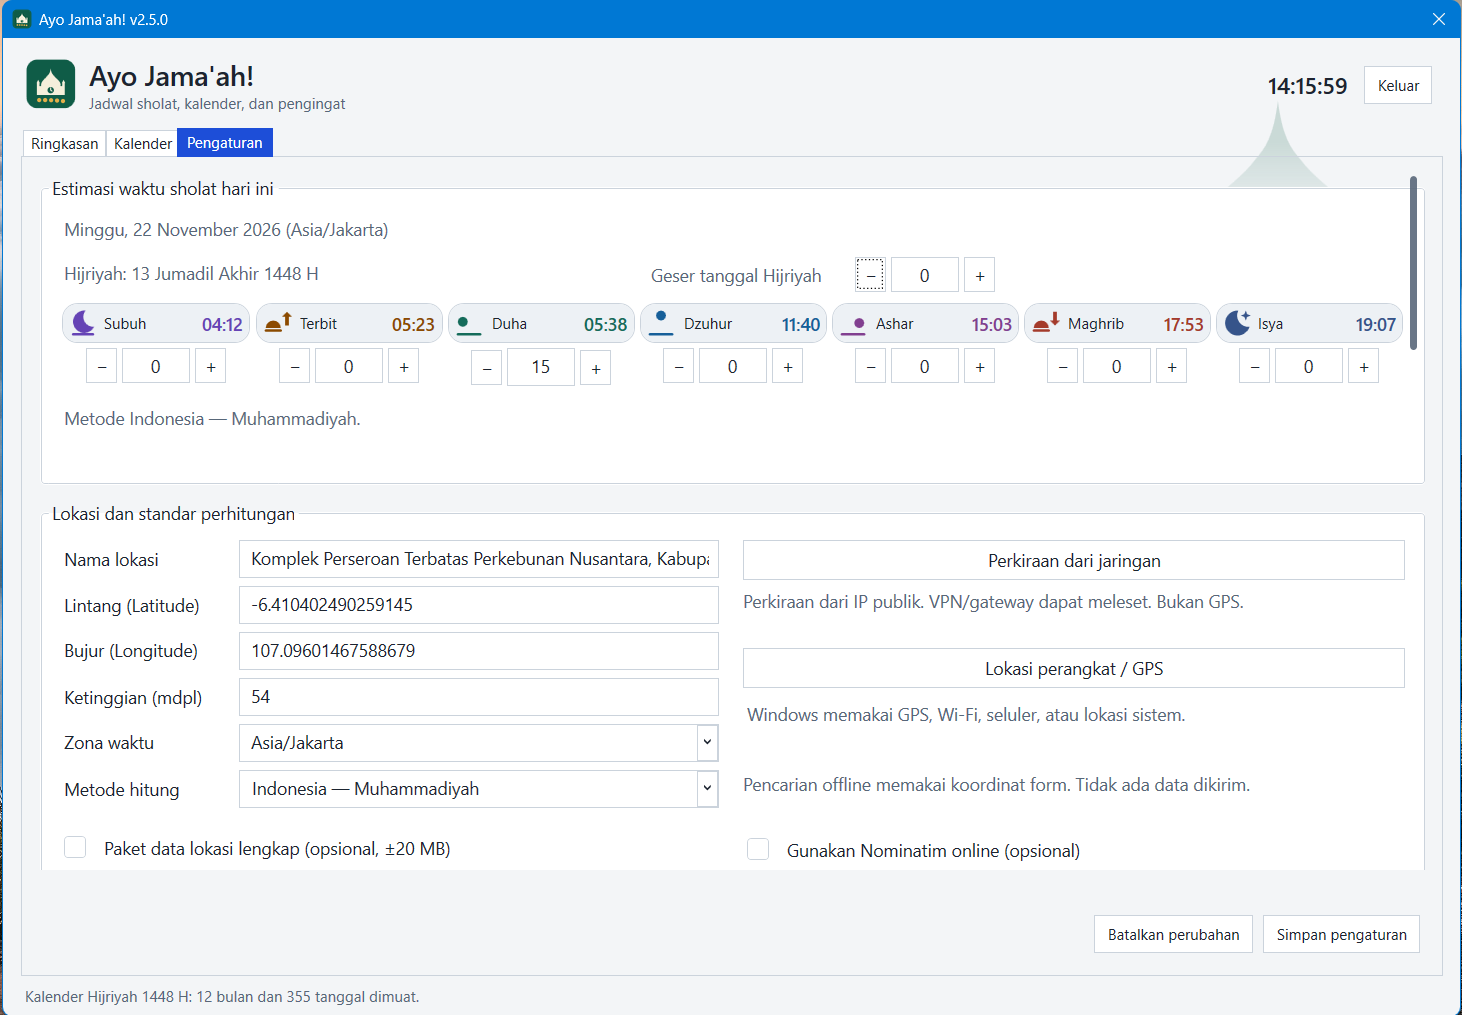 Ayo Jama'ah! v2.5.0
Ayo Jama'ah!
Jadwal sholat, kalender, dan pengingat
14:15:59
Keluar
Ringkasan Kalender Pengaturan
Estimasi waktu sholat hari ini
Minggu, 22 November 2026 (Asia/Jakarta)
Hijriyah: 13 Jumadil Akhir 1448 H
Geser tanggal Hijriyah − 0 +
Subuh 04:12 Terbit 05:23 Duha 05:38 Dzuhur 11:40 Ashar 15:03 Maghrib 17:53 Isya 19:07
− 0 + − 0 + − 15 + − 0 + − 0 + − 0 + − 0 +
Metode Indonesia — Muhammadiyah.
Lokasi dan standar perhitungan
Nama lokasi Komplek Perseroan Terbatas Perkebunan Nusantara, Kabupa
Lintang (Latitude) -6.410402490259145
Bujur (Longitude) 107.09601467588679
Ketinggian (mdpl) 54
Zona waktu Asia/Jakarta
Metode hitung Indonesia — Muhammadiyah
Paket data lokasi lengkap (opsional, ±20 MB)
Perkiraan dari jaringan
Perkiraan dari IP publik. VPN/gateway dapat meleset. Bukan GPS.
Lokasi perangkat / GPS
Windows memakai GPS, Wi-Fi, seluler, atau lokasi sistem.
Pencarian offline memakai koordinat form. Tidak ada data dikirim.
Gunakan Nominatim online (opsional)
Batalkan perubahan Simpan pengaturan
Kalender Hijriyah 1448 H: 12 bulan dan 355 tanggal dimuat.